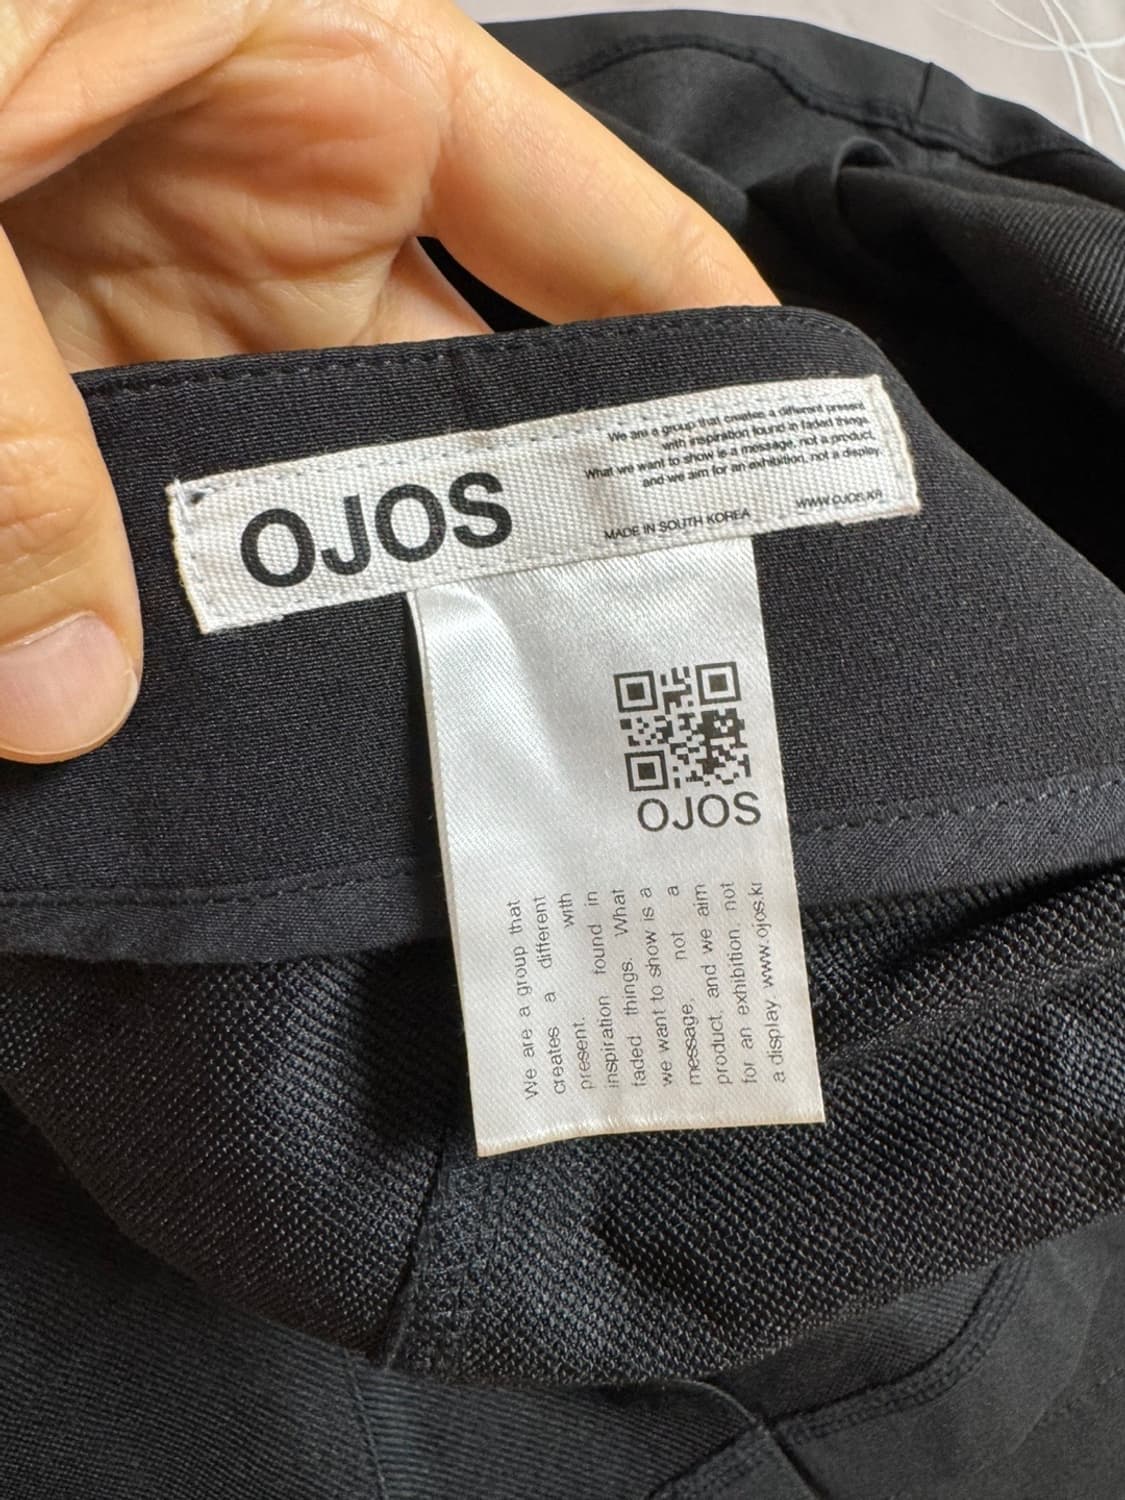 OJOS
We are a group that creates a different present
with inspiration found in faded things.
What we want to show is a message, not a product,
and we aim for an exhibition, not a display.
MADE IN SOUTH KOREA
WWW.OJOS.KR
OJOS
We are a group that
creates a different
present. with
inspiration found in
faded things. What
we want to show is a
message, not a
product, and we aim
for an exhibition, not
a display www.ojos.kr